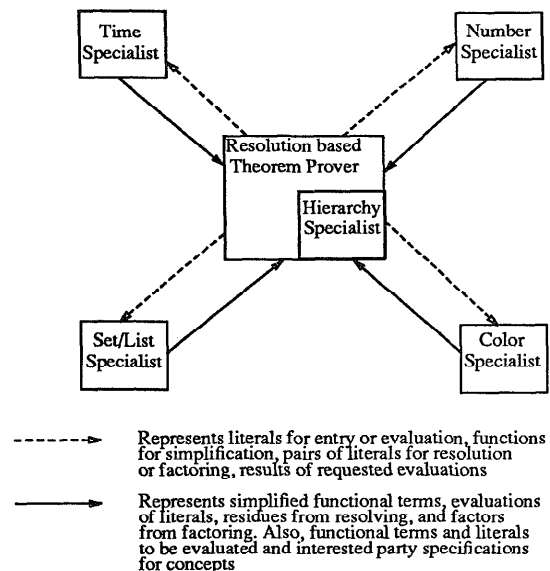 Time
Specialist
Number
Specialist
Resolution based
Theorem Prover
Hierarchy
Specialist
Set/List
Specialist
Color
Specialist
Represents literals for entry or evaluation, functions
for simplification, pairs of literals for resolution
or factoring, results of requested evaluations
Represents simplified functional terms, evaluations
of literals, residues from resolving, and factors
from factoring. Also, functional terms and literals
to be evaluated and interested party specifications
for concepts